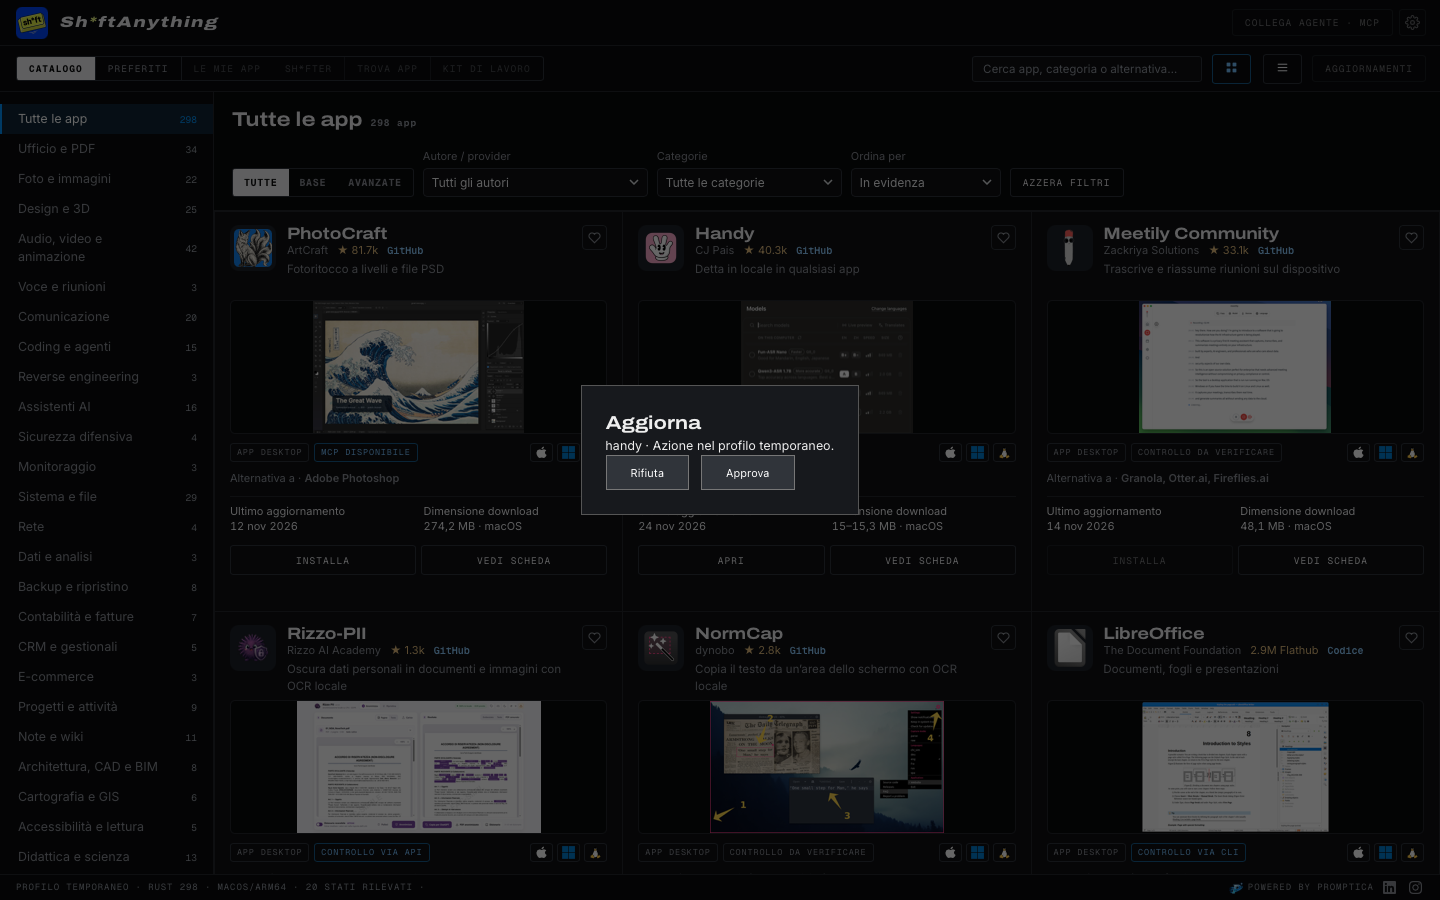 Sh*ftAnything
COLLEGA AGENTE · MCP
CATALOGO
PREFERITI
LE MIE APP
SH*FTER
TROVA APP
KIT DI LAVORO
Cerca app, categoria o alternativa...
AGGIORNAMENTI
Tutte le app 298
Ufficio e PDF 34
Foto e immagini 22
Design e 3D 25
Audio, video e
animazione 42
Voce e riunioni 3
Comunicazione 20
Coding e agenti 15
Reverse engineering 3
Assistenti AI 16
Sicurezza difensiva 4
Monitoraggio 3
Sistema e file 29
Rete 4
Dati e analisi 3
Backup e ripristino 8
Contabilità e fatture 7
CRM e gestionali 5
E-commerce 3
Progetti e attività 9
Note e wiki 11
Architettura, CAD e BIM 8
Cartografia e GIS 6
Accessibilità e lettura 5
Didattica e scienza 13
Tutte le app 298 app
TUTTE
BASE
AVANZATE
Autore / provider
Tutti gli autori
Categorie
Tutte le categorie
Ordina per
In evidenza
AZZERA FILTRI
PhotoCraft
ArtCraft ★ 81.7k GitHub
Fotoritocco a livelli e file PSD
The Great Wave
APP DESKTOP
MCP DISPONIBILE
Alternativa a · Adobe Photoshop
Ultimo aggiornamento
12 nov 2026
Dimensione download
274,2 MB · macOS
INSTALLA
VEDI SCHEDA
Handy
CJ Pais ★ 40.3k GitHub
Detta in locale in qualsiasi app
Models
Change languages
24 nov 2026
nsione download
15–15,3 MB · macOS
APRI
VEDI SCHEDA
Meetily Community
Zackriya Solutions ★ 33.1k GitHub
Trascrive e riassume riunioni sul dispositivo
APP DESKTOP
CONTROLLO DA VERIFICARE
Alternativa a · Granola, Otter.ai, Fireflies.ai
Ultimo aggiornamento
14 nov 2026
Dimensione download
48,1 MB · macOS
INSTALLA
VEDI SCHEDA
Aggiorna
handy · Azione nel profilo temporaneo.
Rifiuta
Approva
Rizzo-PII
Rizzo AI Academy ★ 1.3k GitHub
Oscura dati personali in documenti e immagini con
OCR locale
APP DESKTOP
CONTROLLO VIA API
NormCap
dynobo ★ 2.8k GitHub
Copia il testo da un'area dello schermo con OCR
locale
1
3
4
APP DESKTOP
CONTROLLO DA VERIFICARE
LibreOffice
The Document Foundation 2.9M Flathub Codice
Documenti, fogli e presentazioni
8
Introduction to Styles
APP DESKTOP
CONTROLLO VIA CLI
PROFILO TEMPORANEO · RUST 298 · MACOS/ARM64 · 20 STATI RILEVATI ·
POWERED BY PROMPTICA